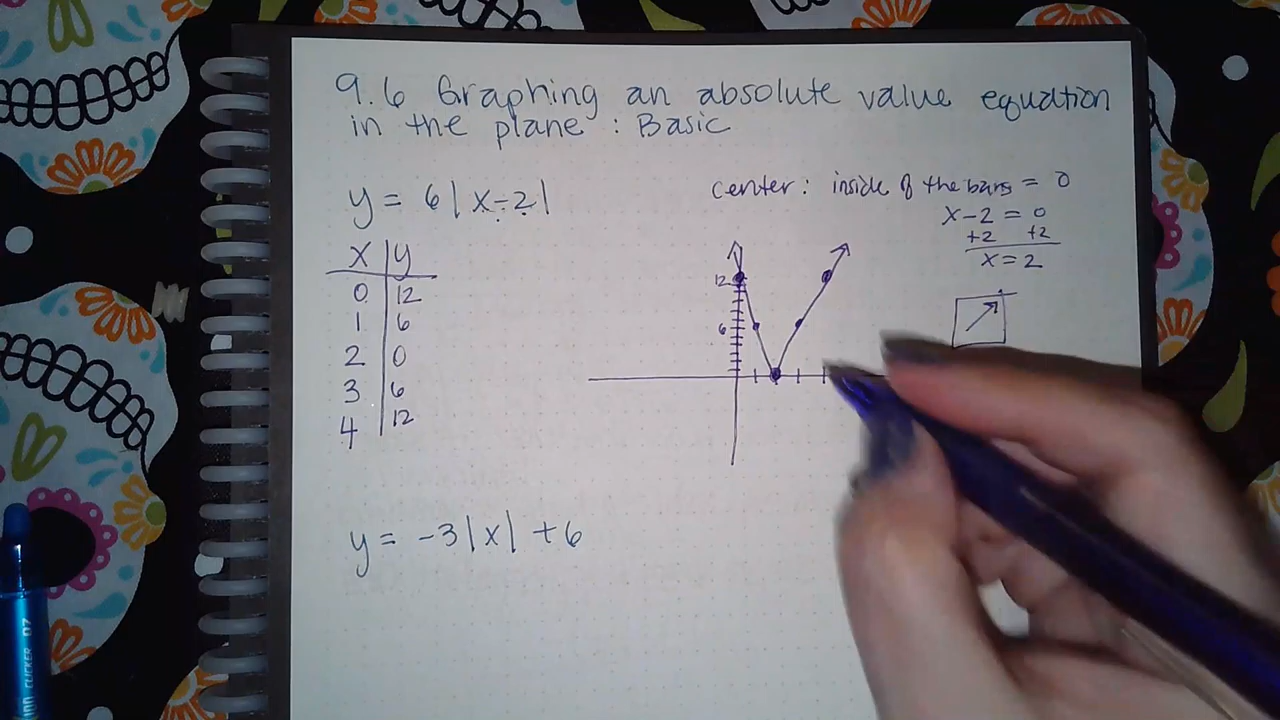 9.6 Graphing an absolute value equation
in the plane : Basic
y = 6|x-2|
x y
0 12
1 6
2 0
3 6
4 12
center: inside of the bars = 0
x-2 = 0
+2 +2
x=2
12
6
y = -3|x| + 6